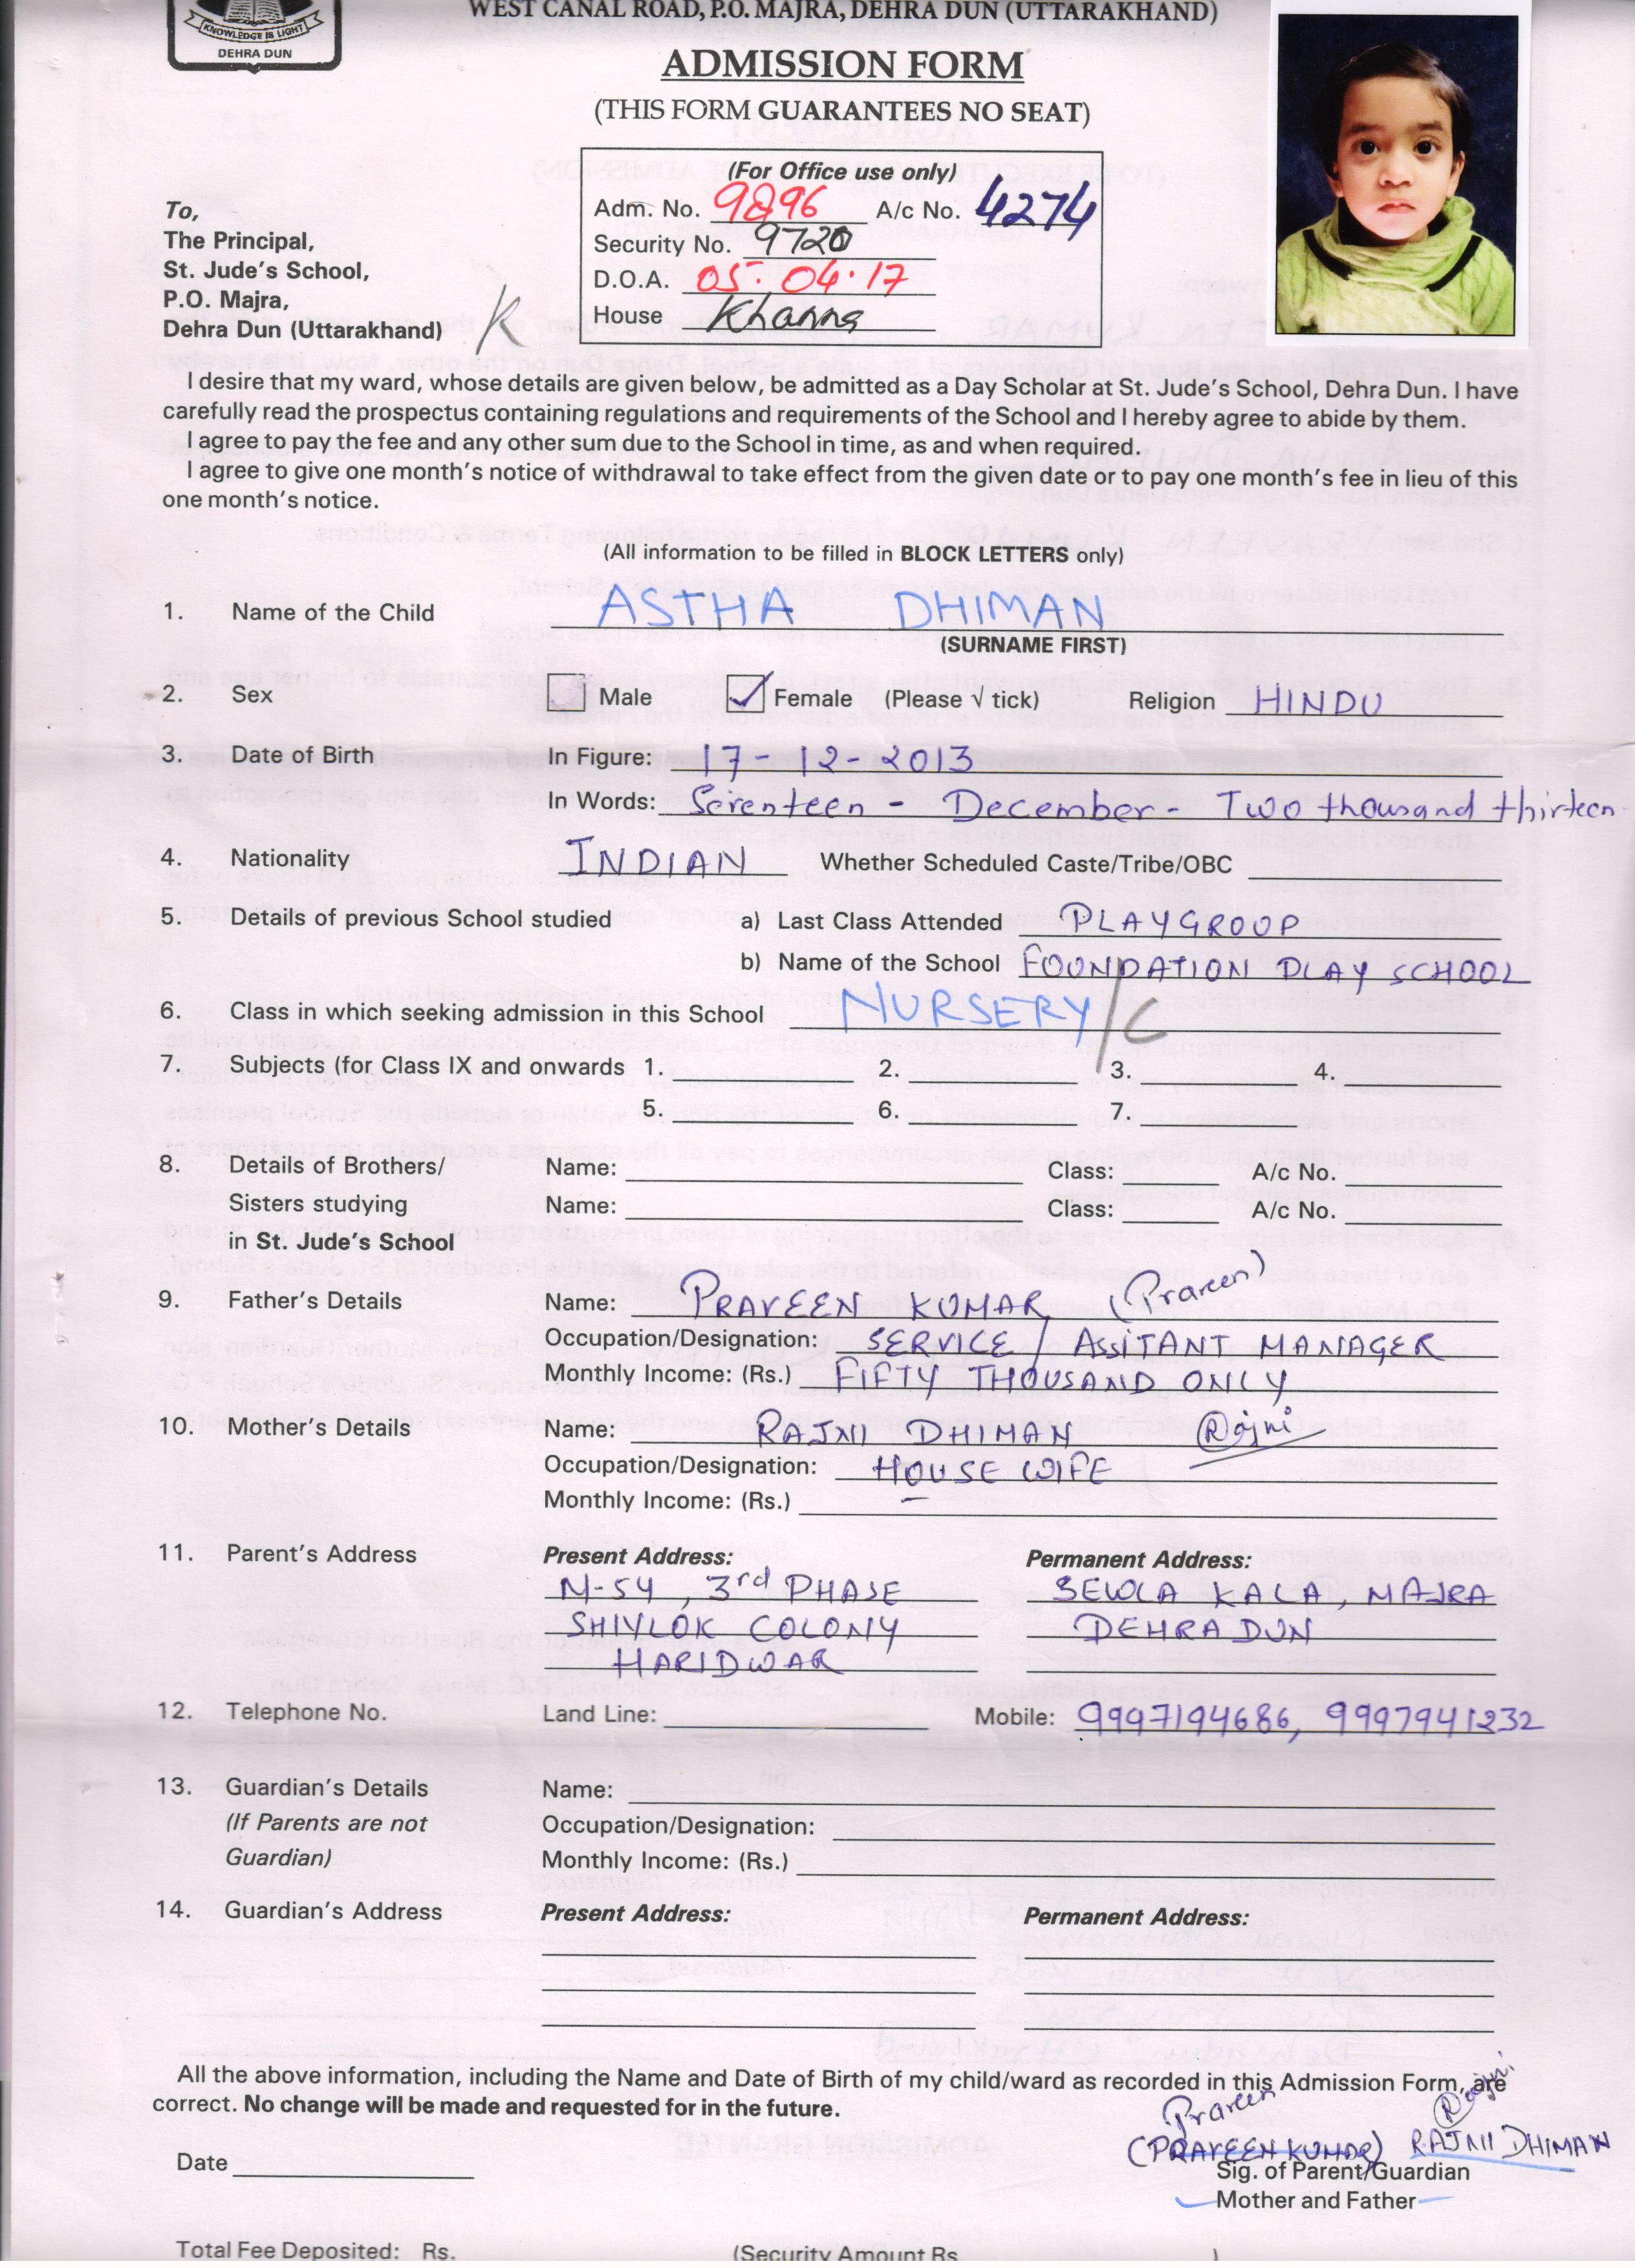 WEST CANAL ROAD, P.O. MAJRA, DEHRA DUN (UTTARAKHAND)
KNOWLEDGE IS LIGHT
DEHRA DUN
ADMISSION FORM
(THIS FORM GUARANTEES NO SEAT)
(For Office use only)
Adm. No. 9896 A/c No. 4274
Security No. 9720
D.O.A. 05.04.17
House Khanna
To,
The Principal,
St. Jude's School,
P.O. Majra,
Dehra Dun (Uttarakhand)
K
I desire that my ward, whose details are given below, be admitted as a Day Scholar at St. Jude's School, Dehra Dun. I have
carefully read the prospectus containing regulations and requirements of the School and I hereby agree to abide by them.
I agree to pay the fee and any other sum due to the School in time, as and when required.
I agree to give one month's notice of withdrawal to take effect from the given date or to pay one month's fee in lieu of this
one month's notice.
(All information to be filled in BLOCK LETTERS only)
1. Name of the Child ASTHA DHIMAN
(SURNAME FIRST)
2. Sex Male ✓ Female (Please √ tick) Religion HINDU
3. Date of Birth In Figure: 17-12-2013
In Words: Seventeen - December - Two thousand thirteen
4. Nationality INDIAN Whether Scheduled Caste/Tribe/OBC
5. Details of previous School studied a) Last Class Attended PLAYGROUP
b) Name of the School FOUNDATION PLAY SCHOOL
6. Class in which seeking admission in this School NURSERY/C
7. Subjects (for Class IX and onwards 1. 2. 3. 4.
5. 6. 7.
8. Details of Brothers/ Name: Class: A/c No.
Sisters studying Name: Class: A/c No.
in St. Jude's School
9. Father's Details Name: PRAVEEN KUMAR (Praveen)
Occupation/Designation: SERVICE / ASSITANT MANAGER
Monthly Income: (Rs.) FIFTY THOUSAND ONLY
10. Mother's Details Name: RAJNI DHIMAN Rajni
Occupation/Designation: HOUSE WIFE
Monthly Income: (Rs.) —
11. Parent's Address Present Address: Permanent Address:
N-54, 3rd PHASE SEWLA KALA, MAJRA
SHIVLOK COLONY DEHRADUN
HARIDWAR
12. Telephone No. Land Line: Mobile: 9997194686, 9997941232
13. Guardian's Details Name:
(If Parents are not Occupation/Designation:
Guardian) Monthly Income: (Rs.)
14. Guardian's Address Present Address: Permanent Address:
All the above information, including the Name and Date of Birth of my child/ward as recorded in this Admission Form, are
correct. No change will be made and requested for in the future.
Praveen Rajni
(PRAVEEN KUMAR) RAJNI DHIMAN
Date Sig. of Parent/Guardian
Mother and Father
Total Fee Deposited: Rs. (Security Amount Rs. )